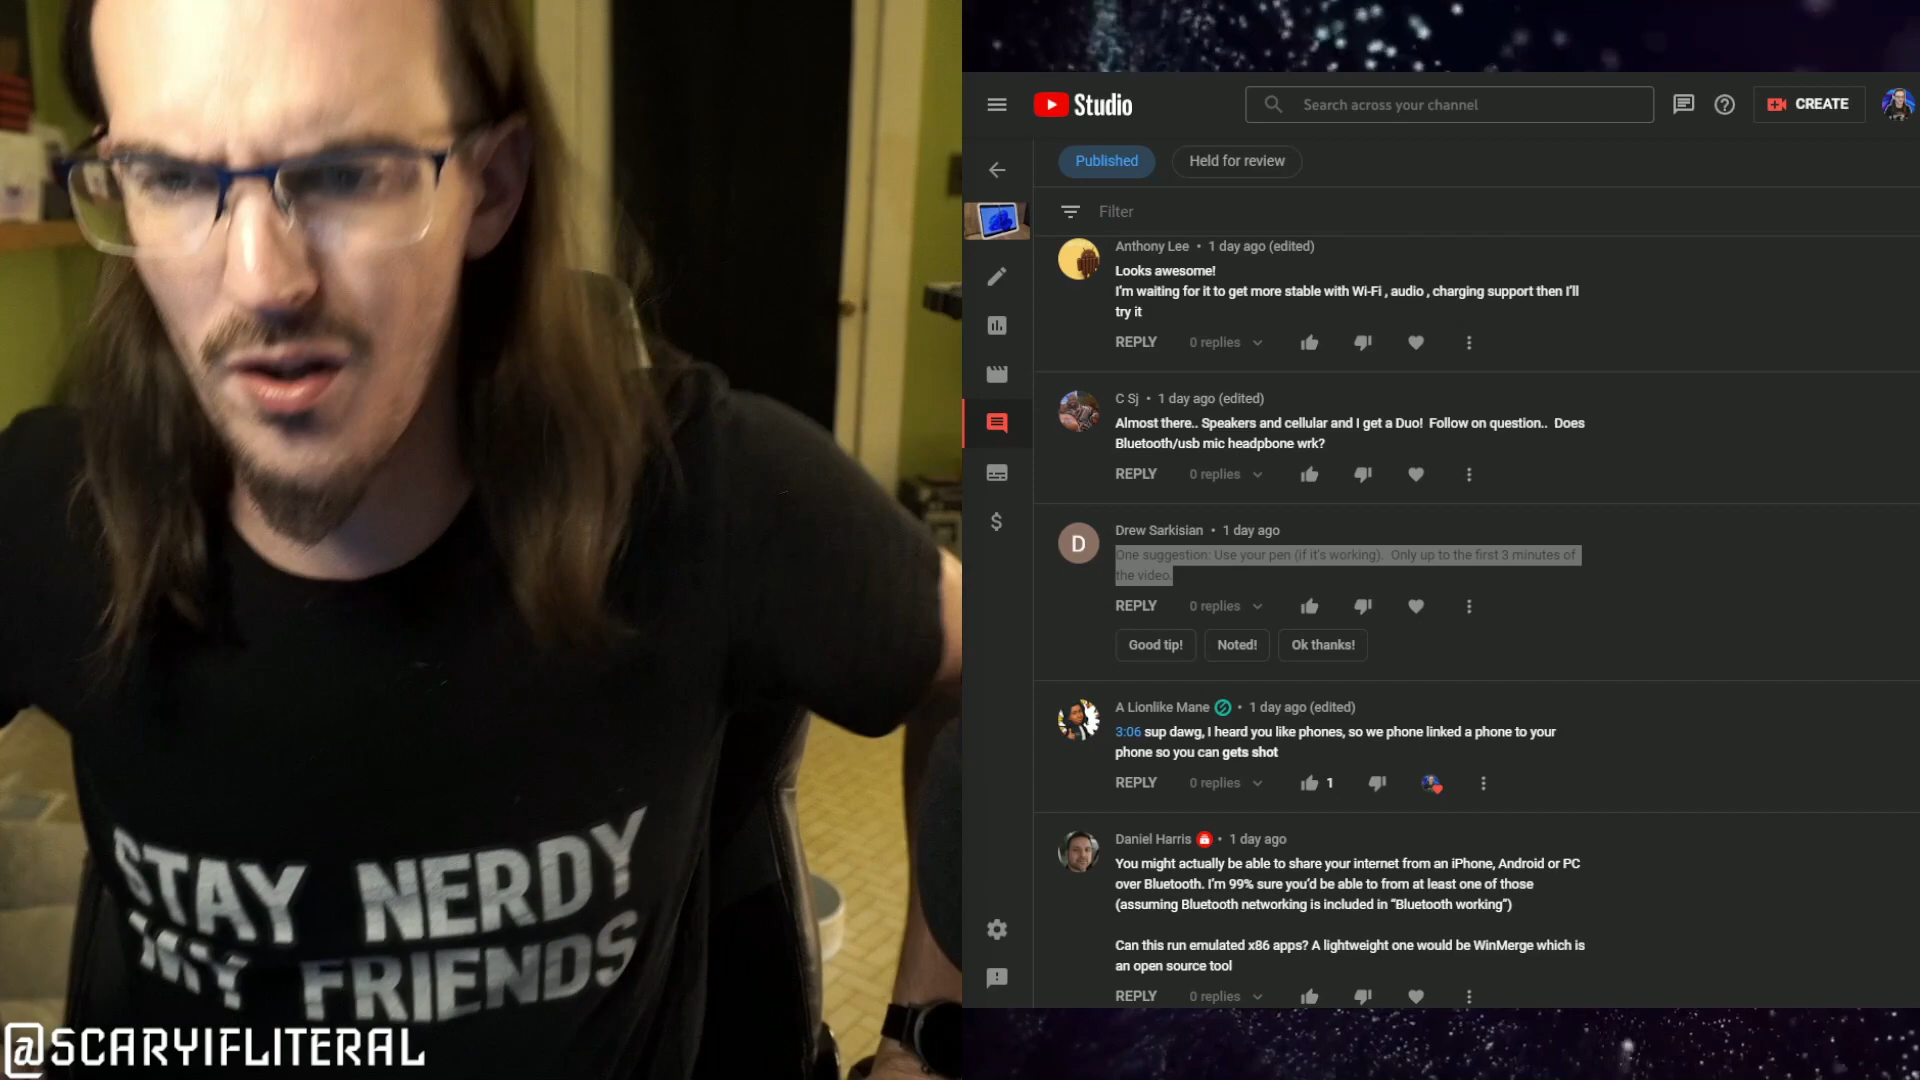 STAY NERDY
MY FRIENDS
@SCARYIFLITERAL
Studio
Search across your channel
CREATE
Published
Held for review
Filter
Anthony Lee • 1 day ago (edited)
Looks awesome!
I'm waiting for it to get more stable with Wi-Fi , audio , charging support then I'll
try it
REPLY 0 replies
C Sj • 1 day ago (edited)
Almost there.. Speakers and cellular and I get a Duo! Follow on question.. Does
Bluetooth/usb mic headpbone wrk?
REPLY 0 replies
D
Drew Sarkisian • 1 day ago
One suggestion: Use your pen (if it's working). Only up to the first 3 minutes of
the video.
REPLY 0 replies
Good tip! Noted! Ok thanks!
A Lionlike Mane • 1 day ago (edited)
3:06 sup dawg, I heard you like phones, so we phone linked a phone to your
phone so you can gets shot
REPLY 0 replies 1
Daniel Harris • 1 day ago
You might actually be able to share your internet from an iPhone, Android or PC
over Bluetooth. I'm 99% sure you'd be able to from at least one of those
(assuming Bluetooth networking is included in “Bluetooth working”)
Can this run emulated x86 apps? A lightweight one would be WinMerge which is
an open source tool
REPLY 0 replies